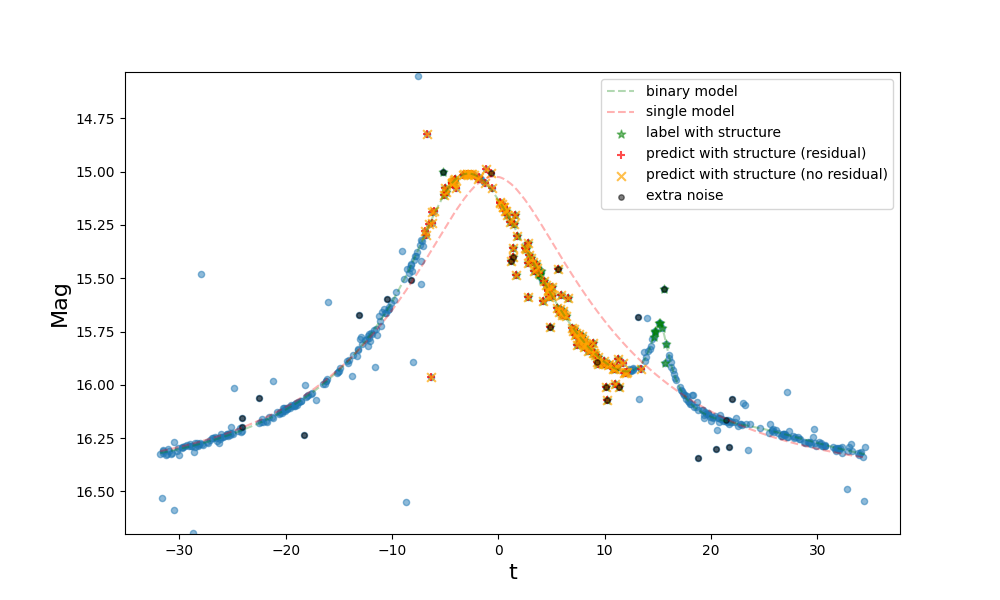 binary model
single model
label with structure
predict with structure (residual)
predict with structure (no residual)
extra noise
14.75
15.00
15.25
15.50
15.75
16.00
16.25
16.50
Mag
−30
−20
−10
0
10
20
30
t